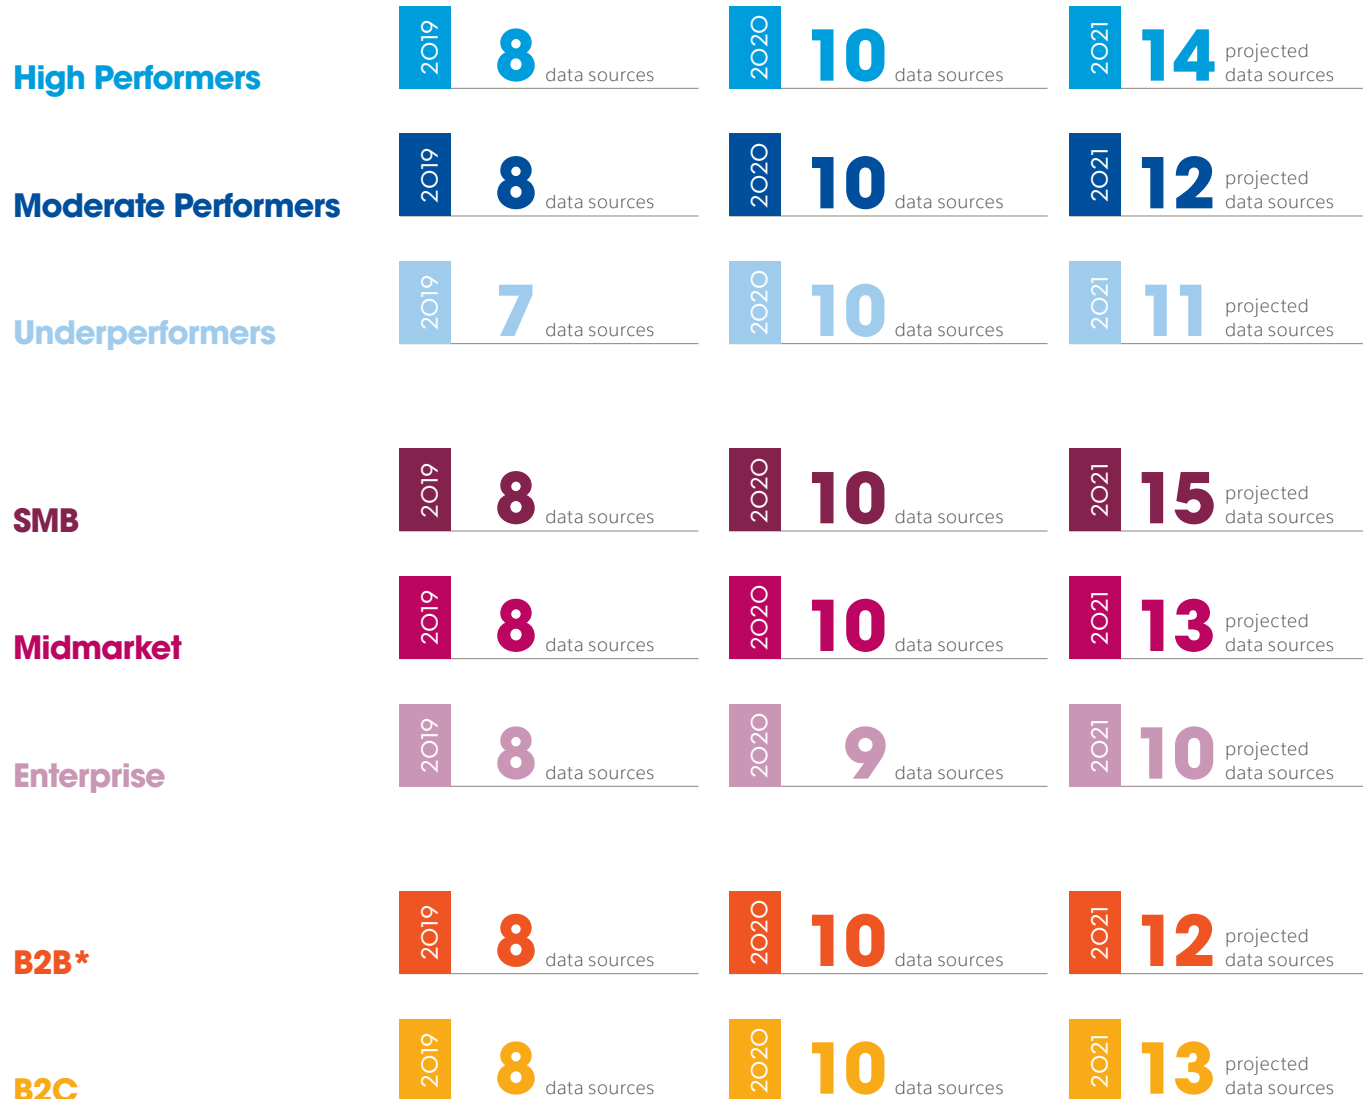 High Performers
2019
8 data sources
2020
10 data sources
2021
14 projected
data sources
Moderate Performers
2019
8 data sources
2020
10 data sources
2021
12 projected
data sources
Underperformers
2019
7 data sources
2020
10 data sources
2021
11 projected
data sources
SMB
2019
8 data sources
2020
10 data sources
2021
15 projected
data sources
Midmarket
2019
8 data sources
2020
10 data sources
2021
13 projected
data sources
Enterprise
2019
8 data sources
2020
9 data sources
2021
10 projected
data sources
B2B*
2019
8 data sources
2020
10 data sources
2021
12 projected
data sources
B2C
2019
8 data sources
2020
10 data sources
2021
13 projected
data sources